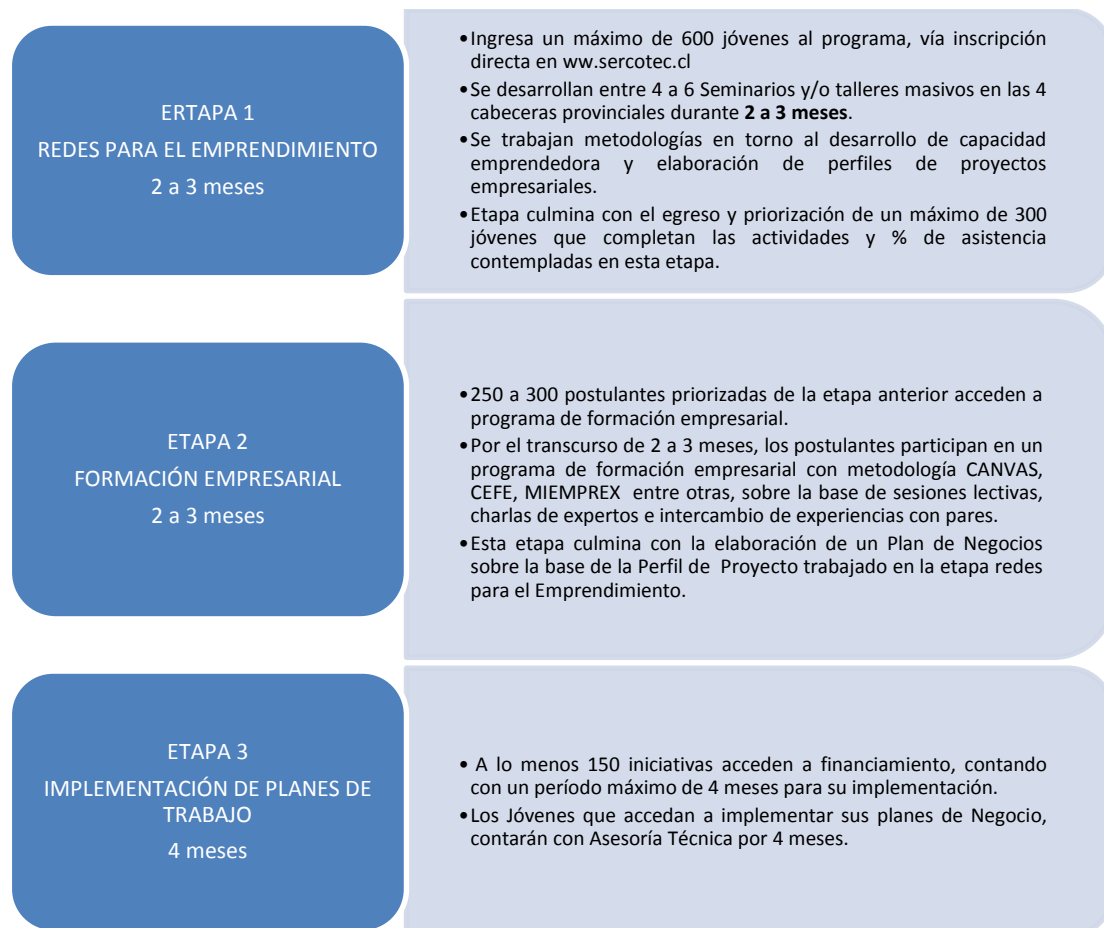 ERTAPA 1
REDES PARA EL EMPRENDIMIENTO
2 a 3 meses
•Ingresa un máximo de 600 jóvenes al programa, vía inscripción
directa en ww.sercotec.cl
•Se desarrollan entre 4 a 6 Seminarios y/o talleres masivos en las 4
cabeceras provinciales durante 2 a 3 meses.
•Se trabajan metodologías en torno al desarrollo de capacidad
emprendedora y elaboración de perfiles de proyectos
empresariales.
•Etapa culmina con el egreso y priorización de un máximo de 300
jóvenes que completan las actividades y % de asistencia
contempladas en esta etapa.
ETAPA 2
FORMACIÓN EMPRESARIAL
2 a 3 meses
•250 a 300 postulantes priorizadas de la etapa anterior acceden a
programa de formación empresarial.
•Por el transcurso de 2 a 3 meses, los postulantes participan en un
programa de formación empresarial con metodología CANVAS,
CEFE, MIEMPREX entre otras, sobre la base de sesiones lectivas,
charlas de expertos e intercambio de experiencias con pares.
•Esta etapa culmina con la elaboración de un Plan de Negocios
sobre la base de la Perfil de Proyecto trabajado en la etapa redes
para el Emprendimiento.
ETAPA 3
IMPLEMENTACIÓN DE PLANES DE
TRABAJO
4 meses
• A lo menos 150 iniciativas acceden a financiamiento, contando
con un período máximo de 4 meses para su implementación.
•Los Jóvenes que accedan a implementar sus planes de Negocio,
contarán con Asesoría Técnica por 4 meses.